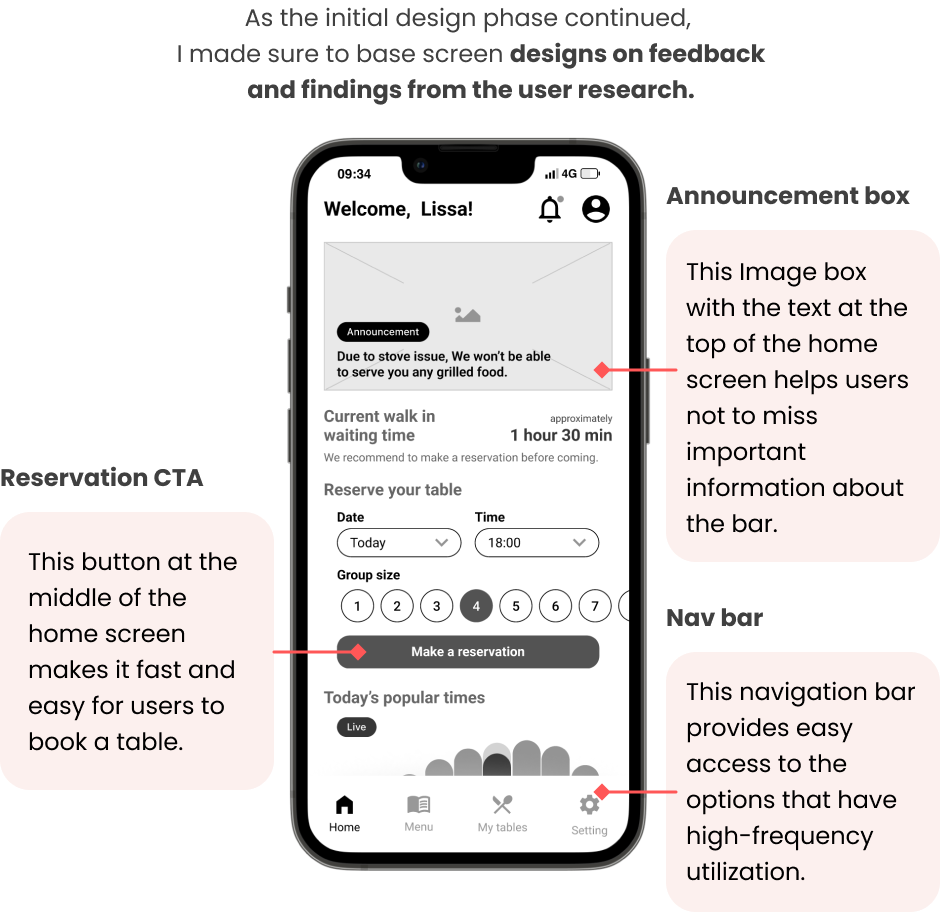 As the initial design phase continued,
I made sure to base screen designs on feedback
and findings from the user research.
09:34
4G
Welcome, Lissa!
Announcement
Due to stove issue, We won't be able
to serve you any grilled food.
Current walk in
waiting time
approximately
1 hour 30 min
We recommend to make a reservation before coming.
Reserve your table
Date
Time
Today
18:00
Group size
1 2 3 4 5 6 7
Make a reservation
Today's popular times
Live
Home
Menu
My tables
Setting
Announcement box
This Image box
with the text at the
top of the home
screen helps users
not to miss
important
information about
the bar.
Reservation CTA
This button at the
middle of the
home screen
makes it fast and
easy for users to
book a table.
Nav bar
This navigation bar
provides easy
access to the
options that have
high-frequency
utilization.